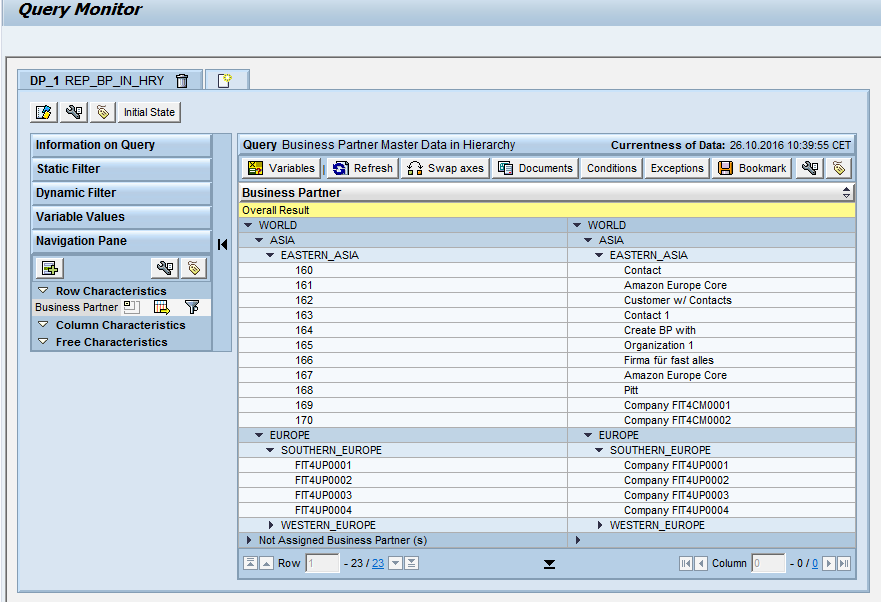 Query Monitor
DP_1 REP_BP_IN_HRY
Initial State
Information on Query
Static Filter
Dynamic Filter
Variable Values
Navigation Pane
Row Characteristics
Business Partner
Column Characteristics
Free Characteristics
Query Business Partner Master Data in Hierarchy Currentness of Data: 26.10.2016 10:39:55 CET
Variables Refresh Swap axes Documents Conditions Exceptions Bookmark
Business Partner
Overall Result
WORLD WORLD
ASIA ASIA
EASTERN_ASIA EASTERN_ASIA
160 Contact
161 Amazon Europe Core
162 Customer w/ Contacts
163 Contact 1
164 Create BP with
165 Organization 1
166 Firma für fast alles
167 Amazon Europe Core
168 Pitt
169 Company FIT4CM0001
170 Company FIT4CM0002
EUROPE EUROPE
SOUTHERN_EUROPE SOUTHERN_EUROPE
FIT4UP0001 Company FIT4UP0001
FIT4UP0002 Company FIT4UP0002
FIT4UP0003 Company FIT4UP0003
FIT4UP0004 Company FIT4UP0004
WESTERN_EUROPE WESTERN_EUROPE
Not Assigned Business Partner (s)
Row 1 - 23 / 23 Column 0 - 0 / 0